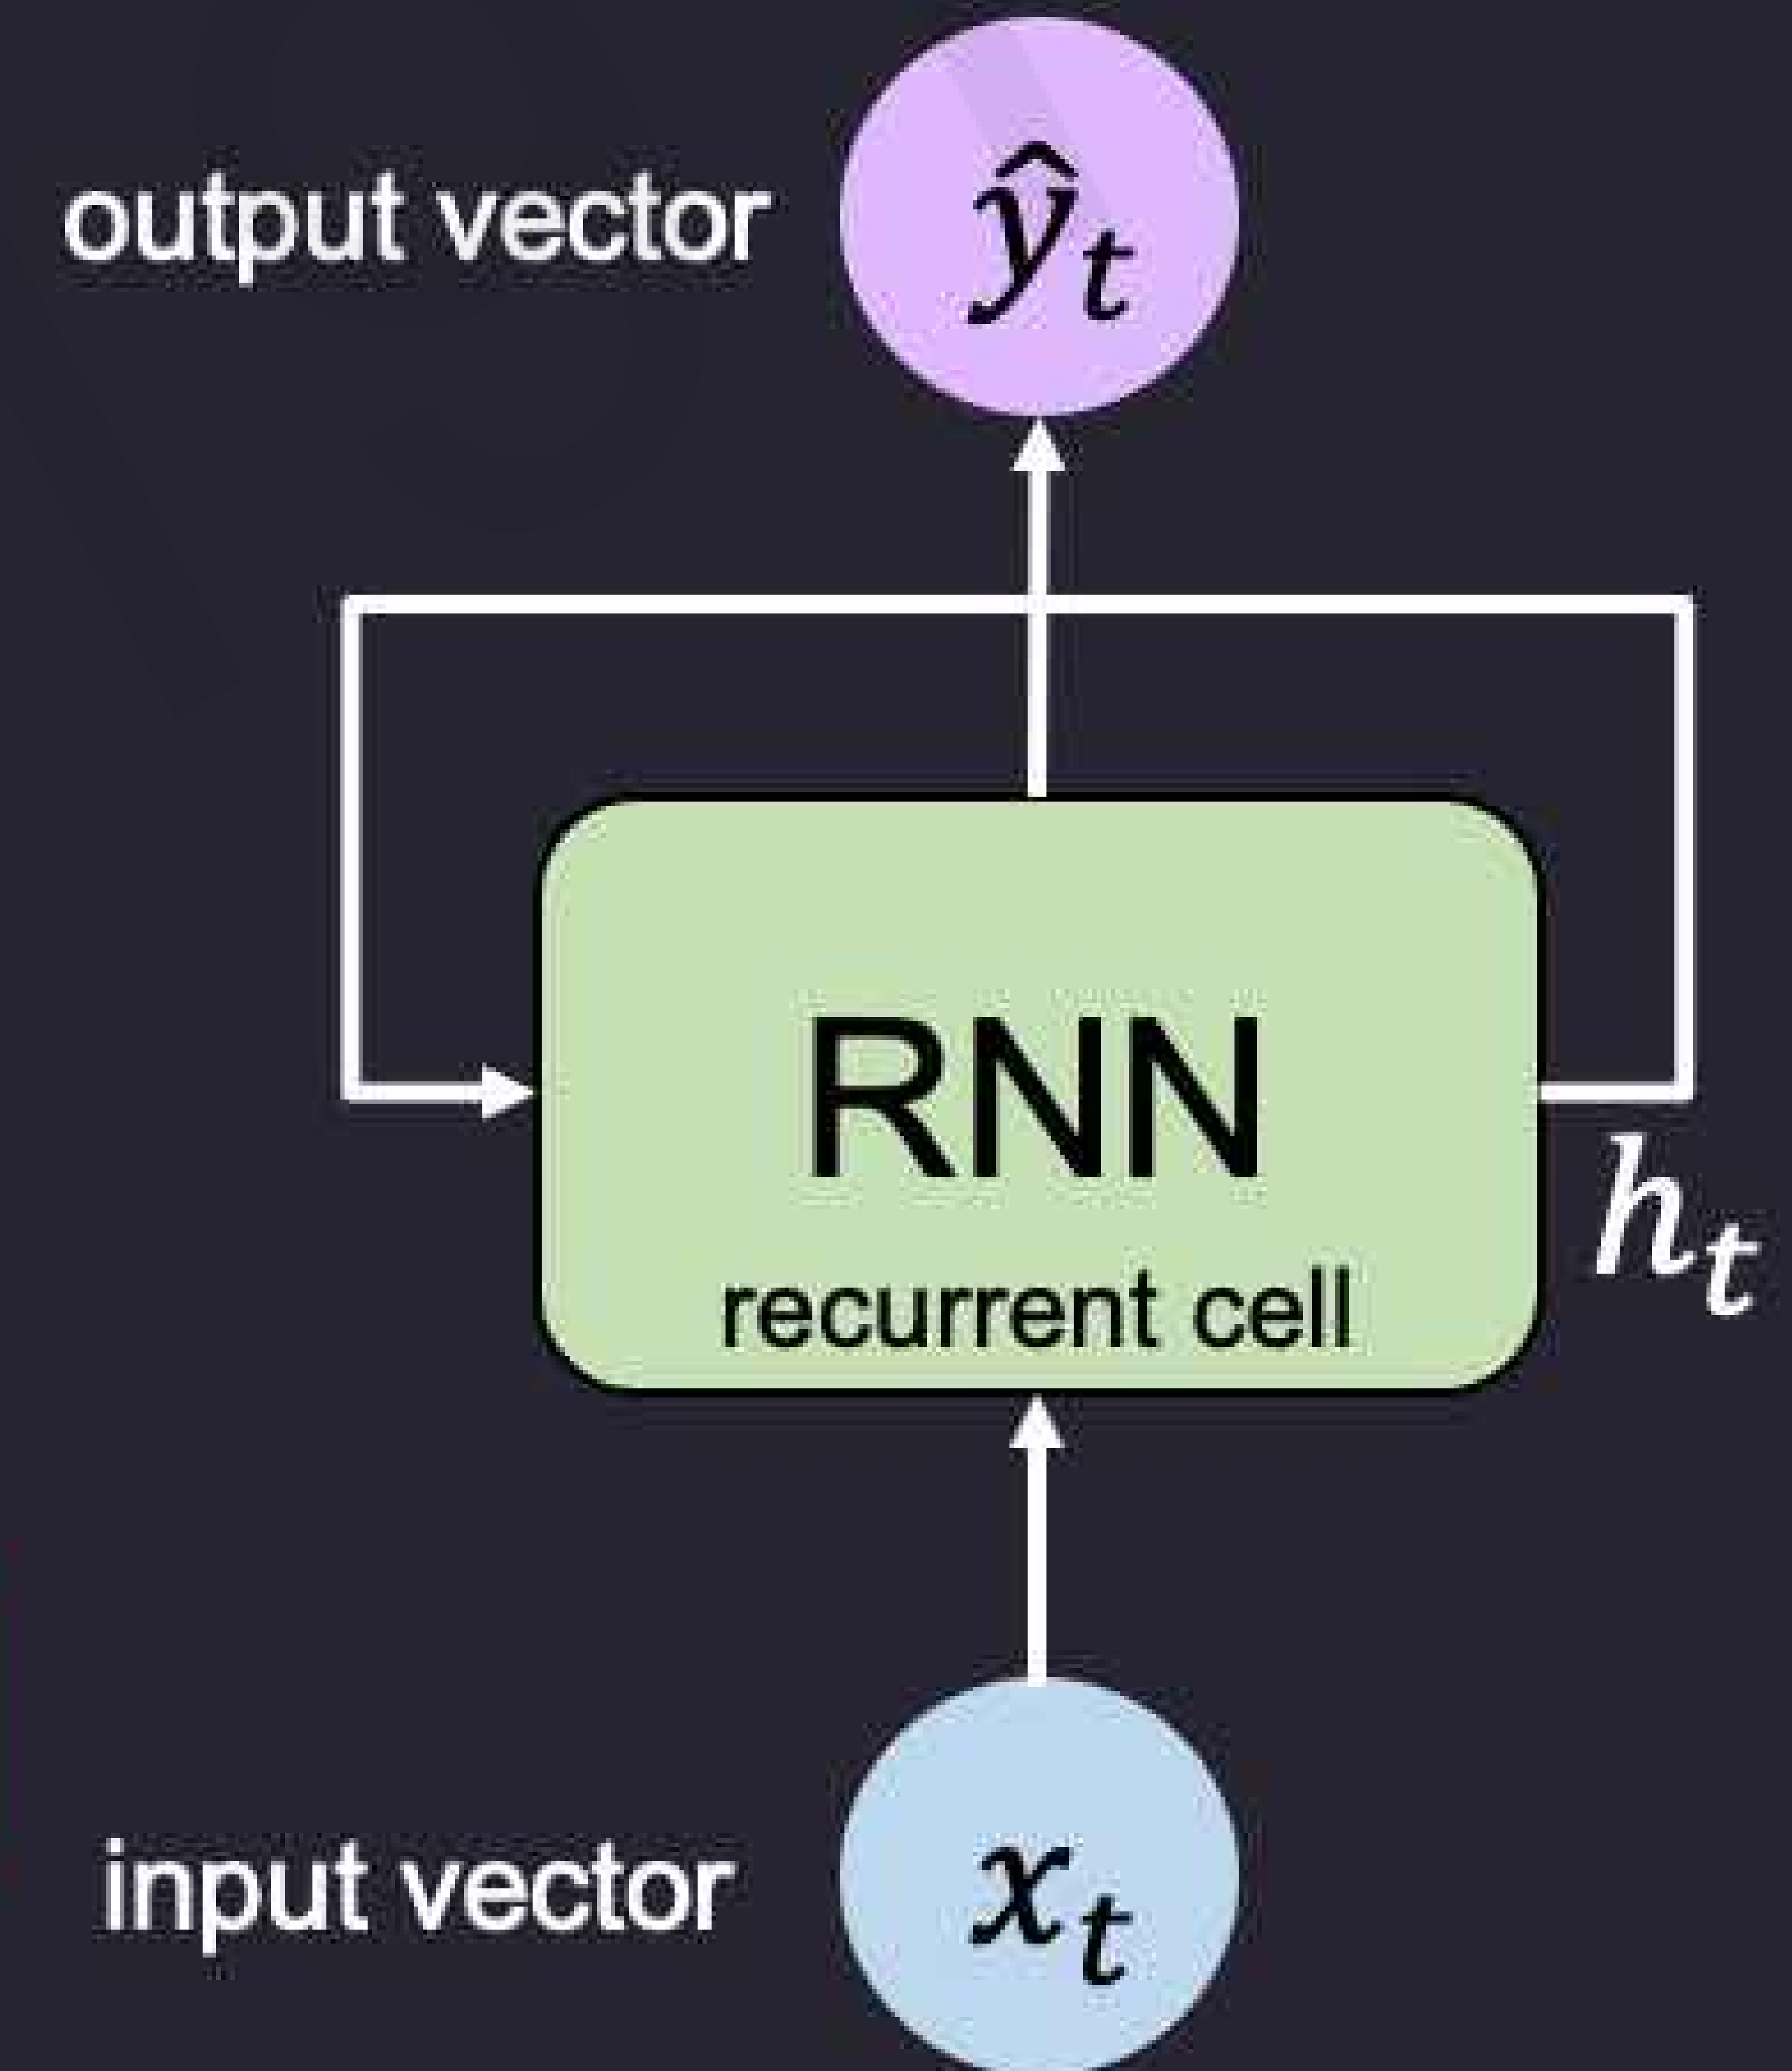 output vector
ŷₜ
RNN
hₜ
recurrent cell
input vector
xₜ